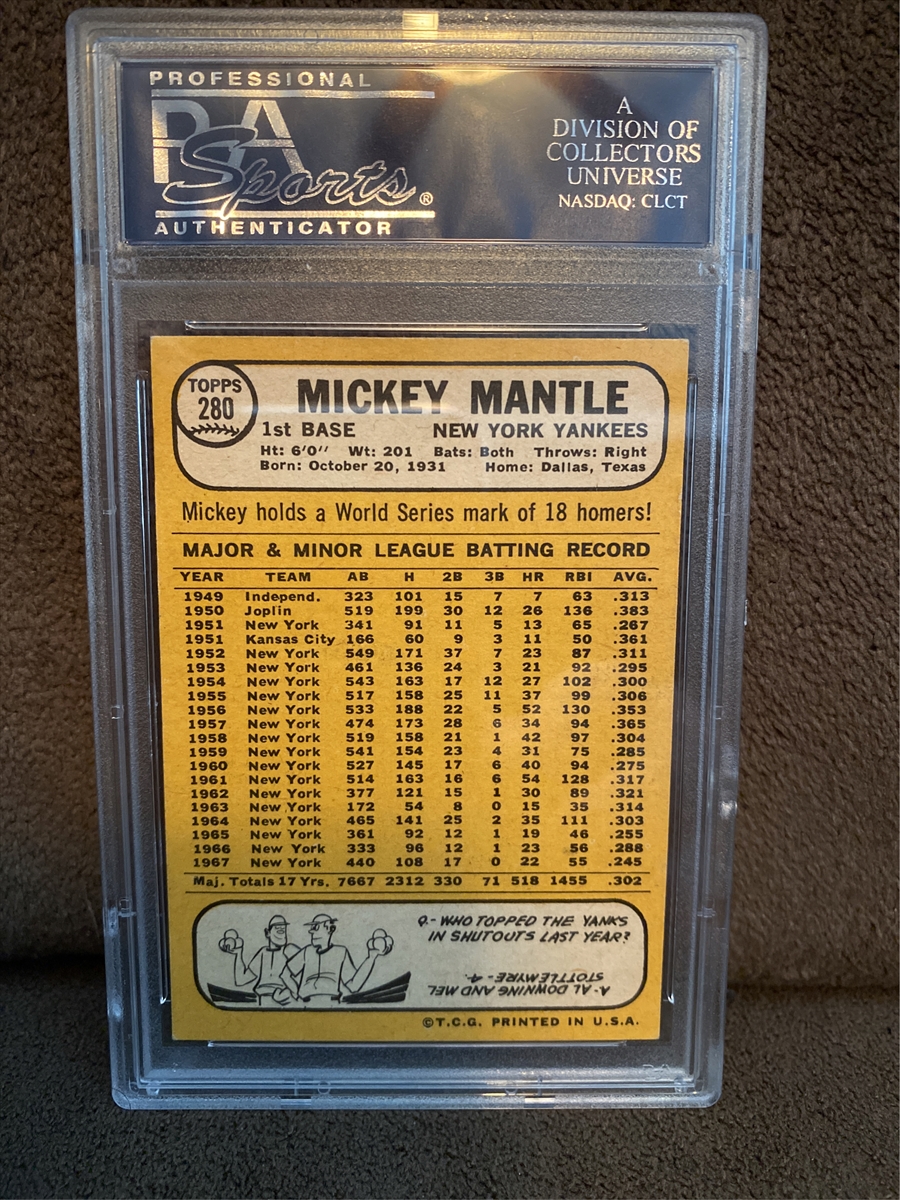 PROFESSIONAL
PSA
Sports®
AUTHENTICATOR
A
DIVISION OF
COLLECTORS
UNIVERSE
NASDAQ: CLCT
TOPPS
280
MICKEY MANTLE
1st BASE NEW YORK YANKEES
Ht: 6'0" Wt: 201 Bats: Both Throws: Right
Born: October 20, 1931 Home: Dallas, Texas
Mickey holds a World Series mark of 18 homers!
MAJOR & MINOR LEAGUE BATTING RECORD
YEAR TEAM AB H 2B 3B HR RBI AVG.
1949 Independ. 323 101 15 7 7 63 .313
1950 Joplin 519 199 30 12 26 136 .383
1951 New York 341 91 11 5 13 65 .267
1951 Kansas City 166 60 9 3 11 50 .361
1952 New York 549 171 37 7 23 87 .311
1953 New York 461 136 24 3 21 92 .295
1954 New York 543 163 17 12 27 102 .300
1955 New York 517 158 25 11 37 99 .306
1956 New York 533 188 22 5 52 130 .353
1957 New York 474 173 28 6 34 94 .365
1958 New York 519 158 21 1 42 97 .304
1959 New York 541 154 23 4 31 75 .285
1960 New York 527 145 17 6 40 94 .275
1961 New York 514 163 16 6 54 128 .317
1962 New York 377 121 15 1 30 89 .321
1963 New York 172 54 8 0 15 35 .314
1964 New York 465 141 25 2 35 111 .303
1965 New York 361 92 12 1 19 46 .255
1966 New York 333 96 12 1 23 56 .288
1967 New York 440 108 17 0 22 55 .245
Maj. Totals 17 Yrs. 7667 2312 330 71 518 1455 .302
Q.- WHO TOPPED THE YANKS
IN SHUTOUTS LAST YEAR?
A- AL DOWNING AND MEL
STOTTLEMYRE - 4.
©T.C.G. PRINTED IN U.S.A.